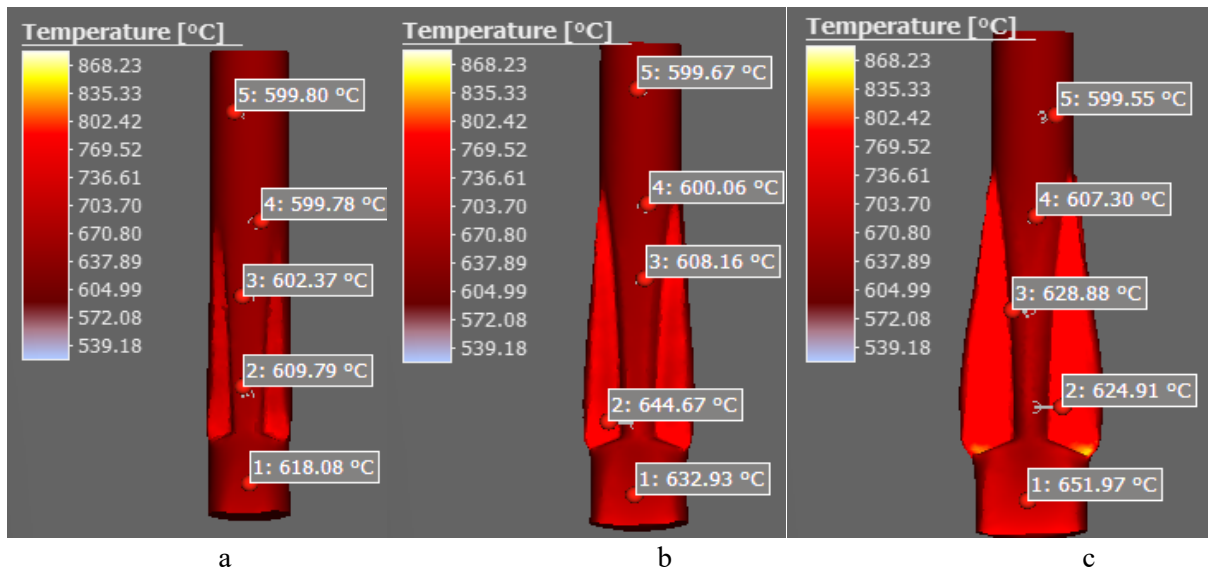 Temperature [°C]
868.23
835.33
802.42
769.52
736.61
703.70
670.80
637.89
604.99
572.08
539.18
5: 599.80 °C
4: 599.78 °C
3: 602.37 °C
2: 609.79 °C
1: 618.08 °C
a
Temperature [°C]
868.23
835.33
802.42
769.52
736.61
703.70
670.80
637.89
604.99
572.08
539.18
5: 599.67 °C
4: 600.06 °C
3: 608.16 °C
2: 644.67 °C
1: 632.93 °C
b
Temperature [°C]
868.23
835.33
802.42
769.52
736.61
703.70
670.80
637.89
604.99
572.08
539.18
5: 599.55 °C
4: 607.30 °C
3: 628.88 °C
2: 624.91 °C
1: 651.97 °C
c